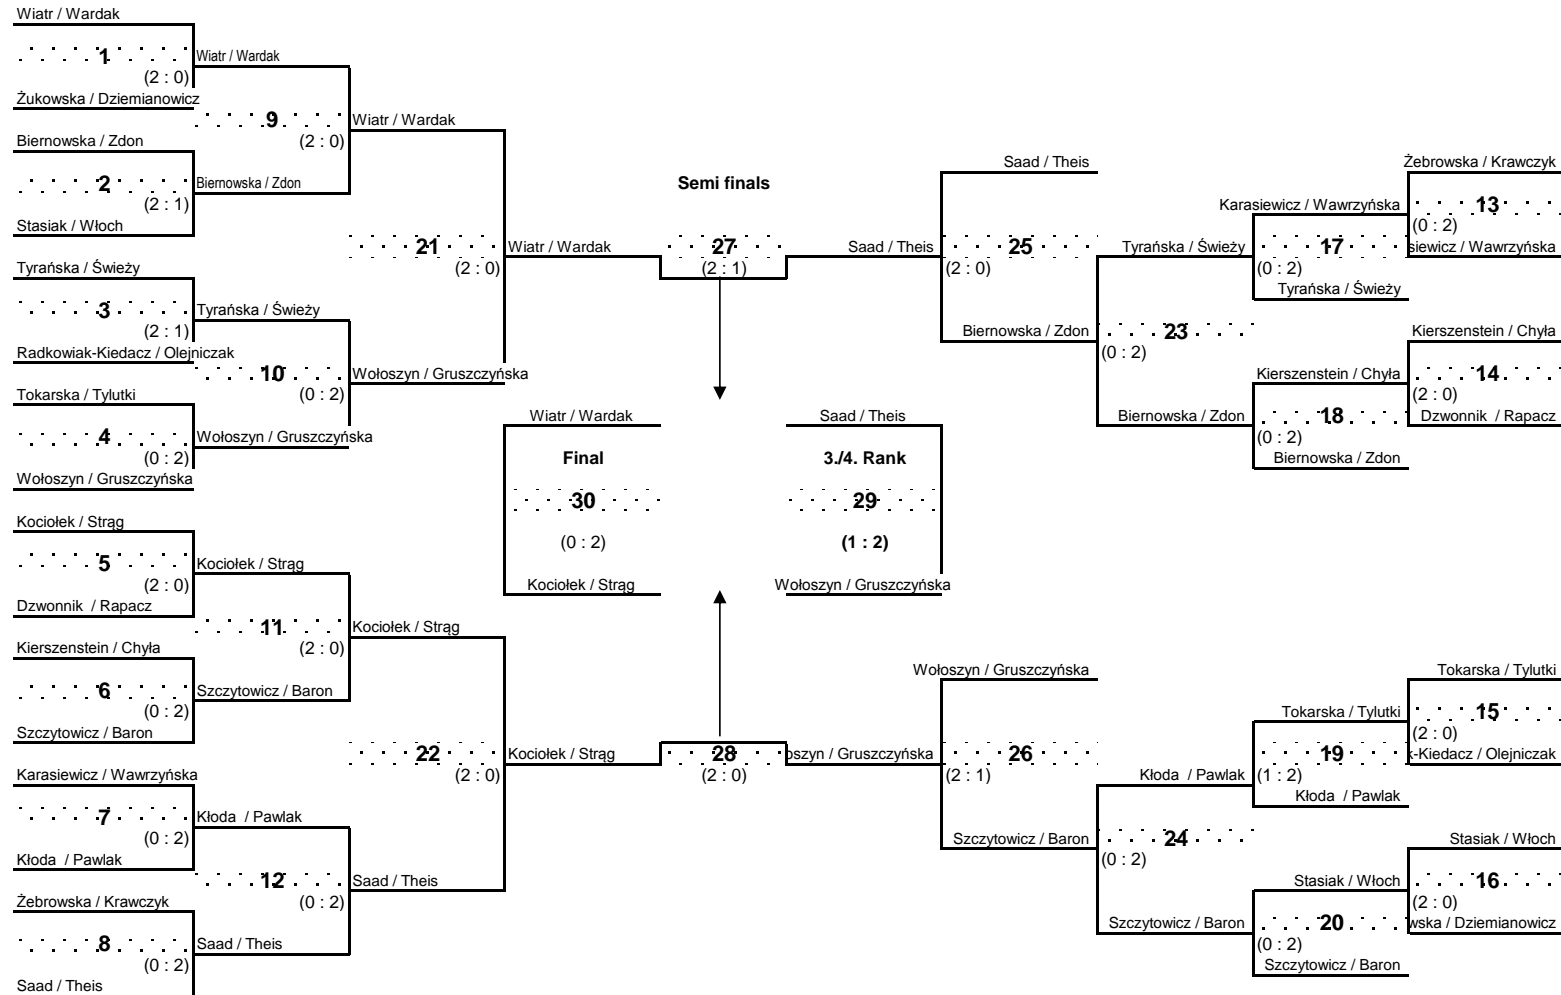 Wiatr / Wardak
1
Wiatr / Wardak
(2 : 0)
Żukowska / Dziemianowicz
9
Wiatr / Wardak
(2 : 0)
Biernowska / Zdon
2
Biernowska / Zdon
(2 : 1)
Stasiak / Włoch
21
Wiatr / Wardak
(2 : 0)
Tyrańska / Świeży
3
Tyrańska / Świeży
(2 : 1)
Radkowiak-Kiedacz / Olejniczak
10
Wołoszyn / Gruszczyńska
(0 : 2)
Tokarska / Tylutki
4
Wołoszyn / Gruszczyńska
(0 : 2)
Wołoszyn / Gruszczyńska
Kociołek / Strąg
5
Kociołek / Strąg
(2 : 0)
Dzwonnik / Rapacz
11
Kociołek / Strąg
(2 : 0)
Kierszenstein / Chyła
6
Szczytowicz / Baron
(0 : 2)
Szczytowicz / Baron
22
Kociołek / Strąg
(2 : 0)
Karasiewicz / Wawrzyńska
7
Kłoda / Pawlak
(0 : 2)
Kłoda / Pawlak
12
Saad / Theis
(0 : 2)
Żebrowska / Krawczyk
8
Saad / Theis
(0 : 2)
Saad / Theis
Semi finals
27
(2 : 1)
Wiatr / Wardak
Final
30
(0 : 2)
Kociołek / Strąg
Saad / Theis
3./4. Rank
29
(1 : 2)
Wołoszyn / Gruszczyńska
28
(2 : 0)
Saad / Theis
Saad / Theis
25
(2 : 0)
Biernowska / Zdon
Tyrańska / Świeży
23
(0 : 2)
Biernowska / Zdon
Karasiewicz / Wawrzyńska
17
(0 : 2)
Tyrańska / Świeży
Żebrowska / Krawczyk
13
(0 : 2)
siewicz / Wawrzyńska
Kierszenstein / Chyła
18
(0 : 2)
Biernowska / Zdon
Kierszenstein / Chyła
14
(2 : 0)
Dzwonnik / Rapacz
Wołoszyn / Gruszczyńska
oszyn / Gruszczyńska
26
(2 : 1)
Szczytowicz / Baron
Kłoda / Pawlak
24
(0 : 2)
Szczytowicz / Baron
Tokarska / Tylutki
19
(1 : 2)
Kłoda / Pawlak
Tokarska / Tylutki
15
(2 : 0)
k-Kiedacz / Olejniczak
Stasiak / Włoch
20
(0 : 2)
Szczytowicz / Baron
Stasiak / Włoch
16
(2 : 0)
wska / Dziemianowicz